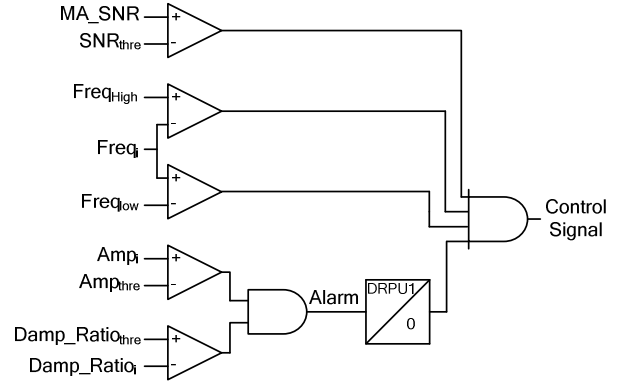 MA_SNR
+
SNRthre
-
FreqHigh
+
-
Freqi
+
Freqlow
-
Control
Signal
Ampi
+
Ampthre
-
Alarm
DRPU1
0
Damp_Ratiothre
+
Damp_Ratioi
-